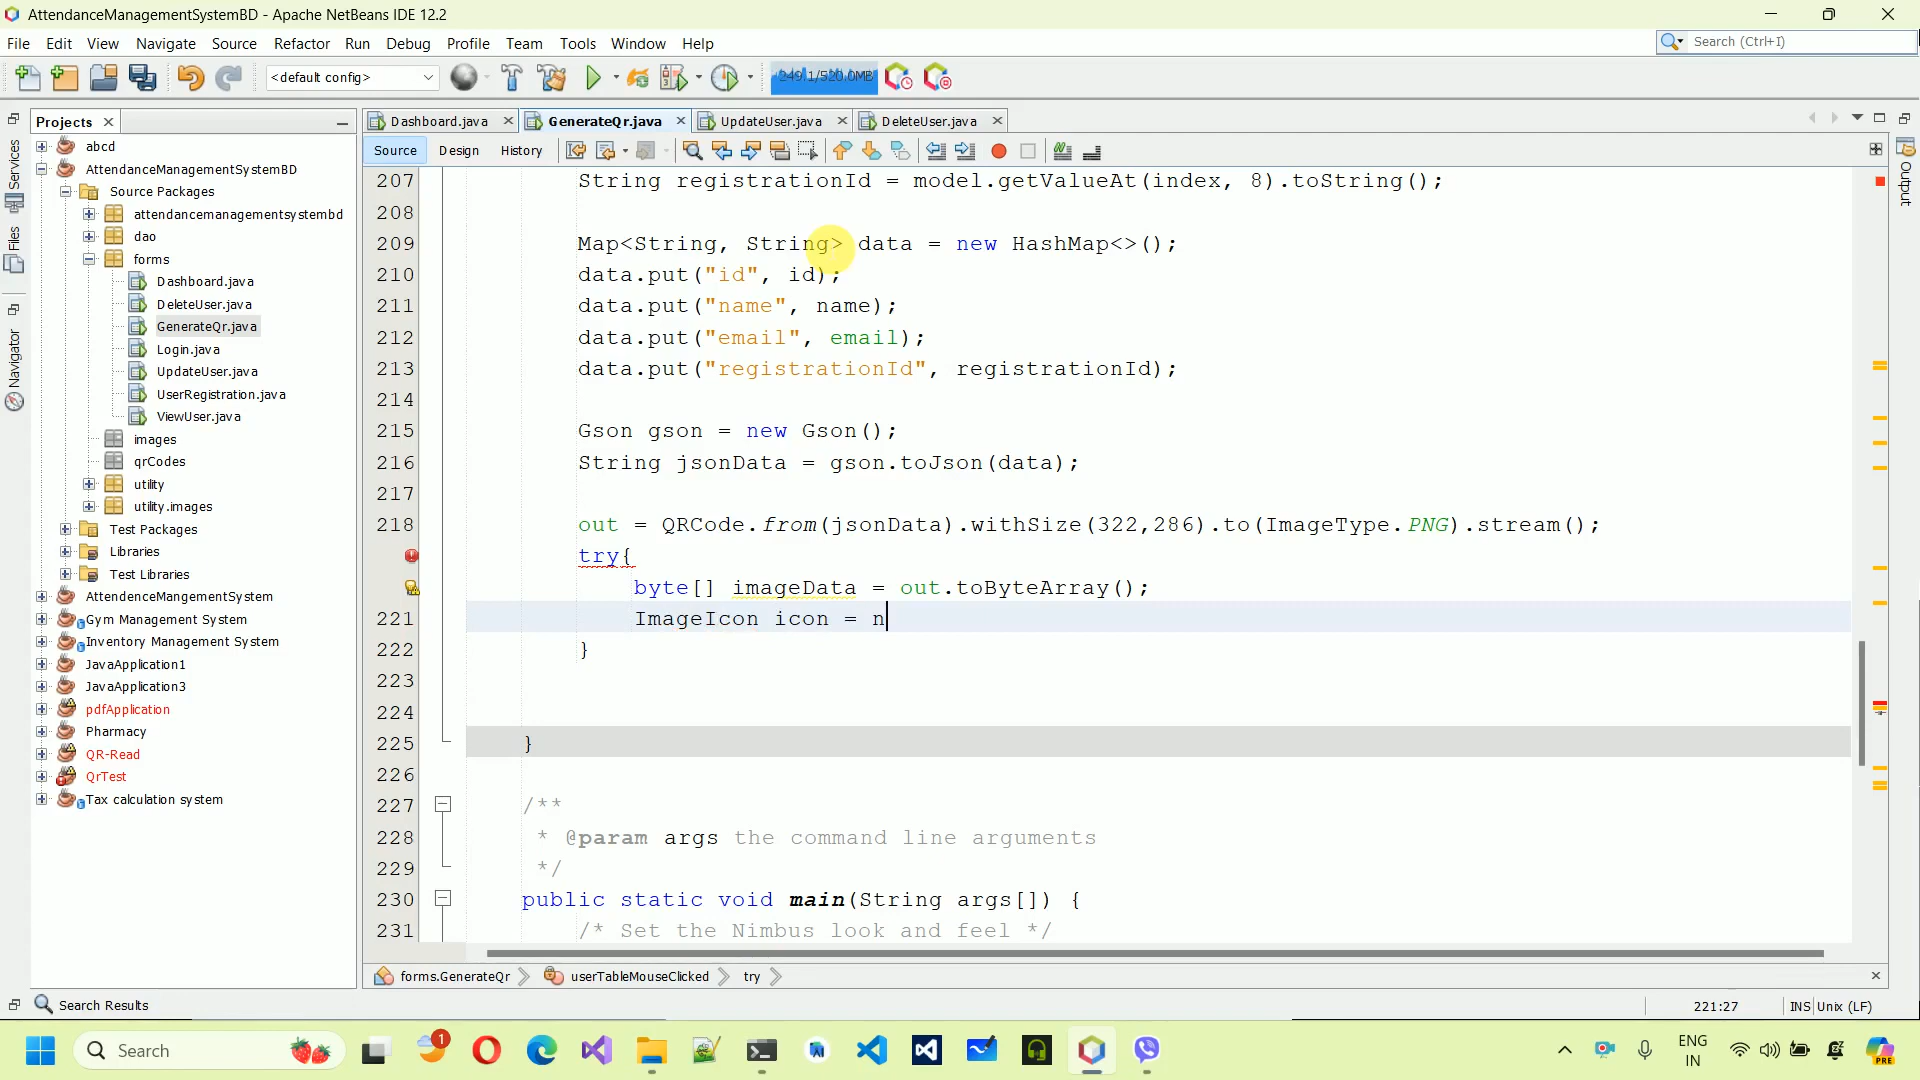 AttendanceManagementSystemBD - Apache NetBeans IDE 12.2
File Edit View Navigate Source Refactor Run Debug Profile Team Tools Window Help
Search (Ctrl+I)
<default config>
249.1/520.0MB
Projects
Dashboard.java
GenerateQr.java
UpdateUser.java
DeleteUser.java
Source Design History
Services
Files
Navigator
Output
abcd
AttendanceManagementSystemBD
Source Packages
attendancemanagementsystembd
dao
forms
Dashboard.java
DeleteUser.java
GenerateQr.java
Login.java
UpdateUser.java
UserRegistration.java
ViewUser.java
images
qrCodes
utility
utility.images
Test Packages
Libraries
Test Libraries
AttendenceMangementSystem
Gym Management System
Inventory Management System
JavaApplication1
JavaApplication3
pdfApplication
Pharmacy
QR-Read
QrTest
Tax calculation system
207 String registrationId = model.getValueAt(index, 8).toString();
208
209 Map<String, String> data = new HashMap<>();
210 data.put("id", id);
211 data.put("name", name);
212 data.put("email", email);
213 data.put("registrationId", registrationId);
214
215 Gson gson = new Gson();
216 String jsonData = gson.toJson(data);
217
218 out = QRCode.from(jsonData).withSize(322,286).to(ImageType.PNG).stream();
try{
byte[] imageData = out.toByteArray();
221 ImageIcon icon = n
222 }
223
224
225 }
226
227 /**
228 * @param args the command line arguments
229 */
230 public static void main(String args[]) {
231 /* Set the Nimbus look and feel */
forms.GenerateQr userTableMouseClicked try
Search Results
221:27 INS Unix (LF)
Search
1
ENG
IN
PRE